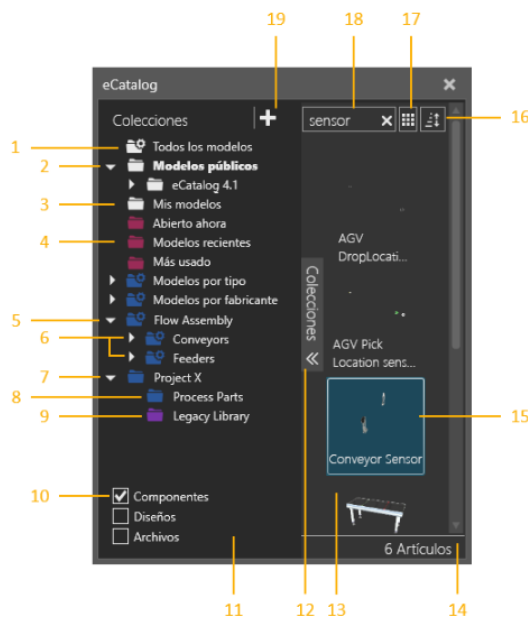 19
18
17
eCatalog
Colecciones
sensor
16
1
Todos los modelos
2
Modelos públicos
eCatalog 4.1
3
Mis modelos
Abierto ahora
4
Modelos recientes
Más usado
Modelos por tipo
Modelos por fabricante
5
Flow Assembly
6
Conveyors
Feeders
7
Project X
8
Process Parts
9
Legacy Library
AGV
DropLocati...
Colecciones
AGV Pick
Location sens...
15
Conveyor Sensor
10
Componentes
Diseños
Archivos
6 Artículos
11
12
13
14